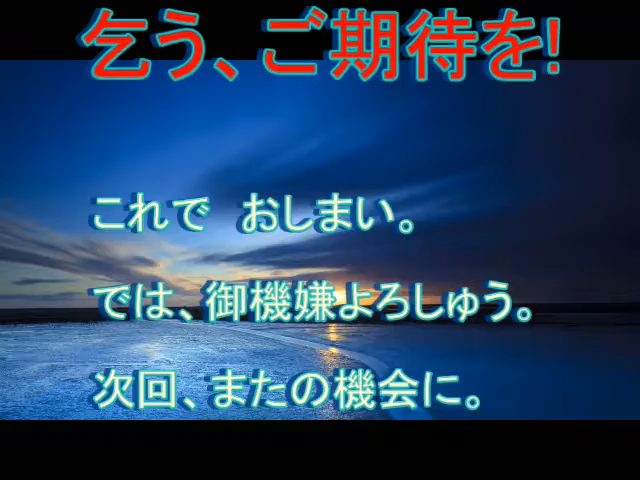 乞う、ご期待を!
これで　おしまい。
では、御機嫌よろしゅう。
次回、またの機会に。